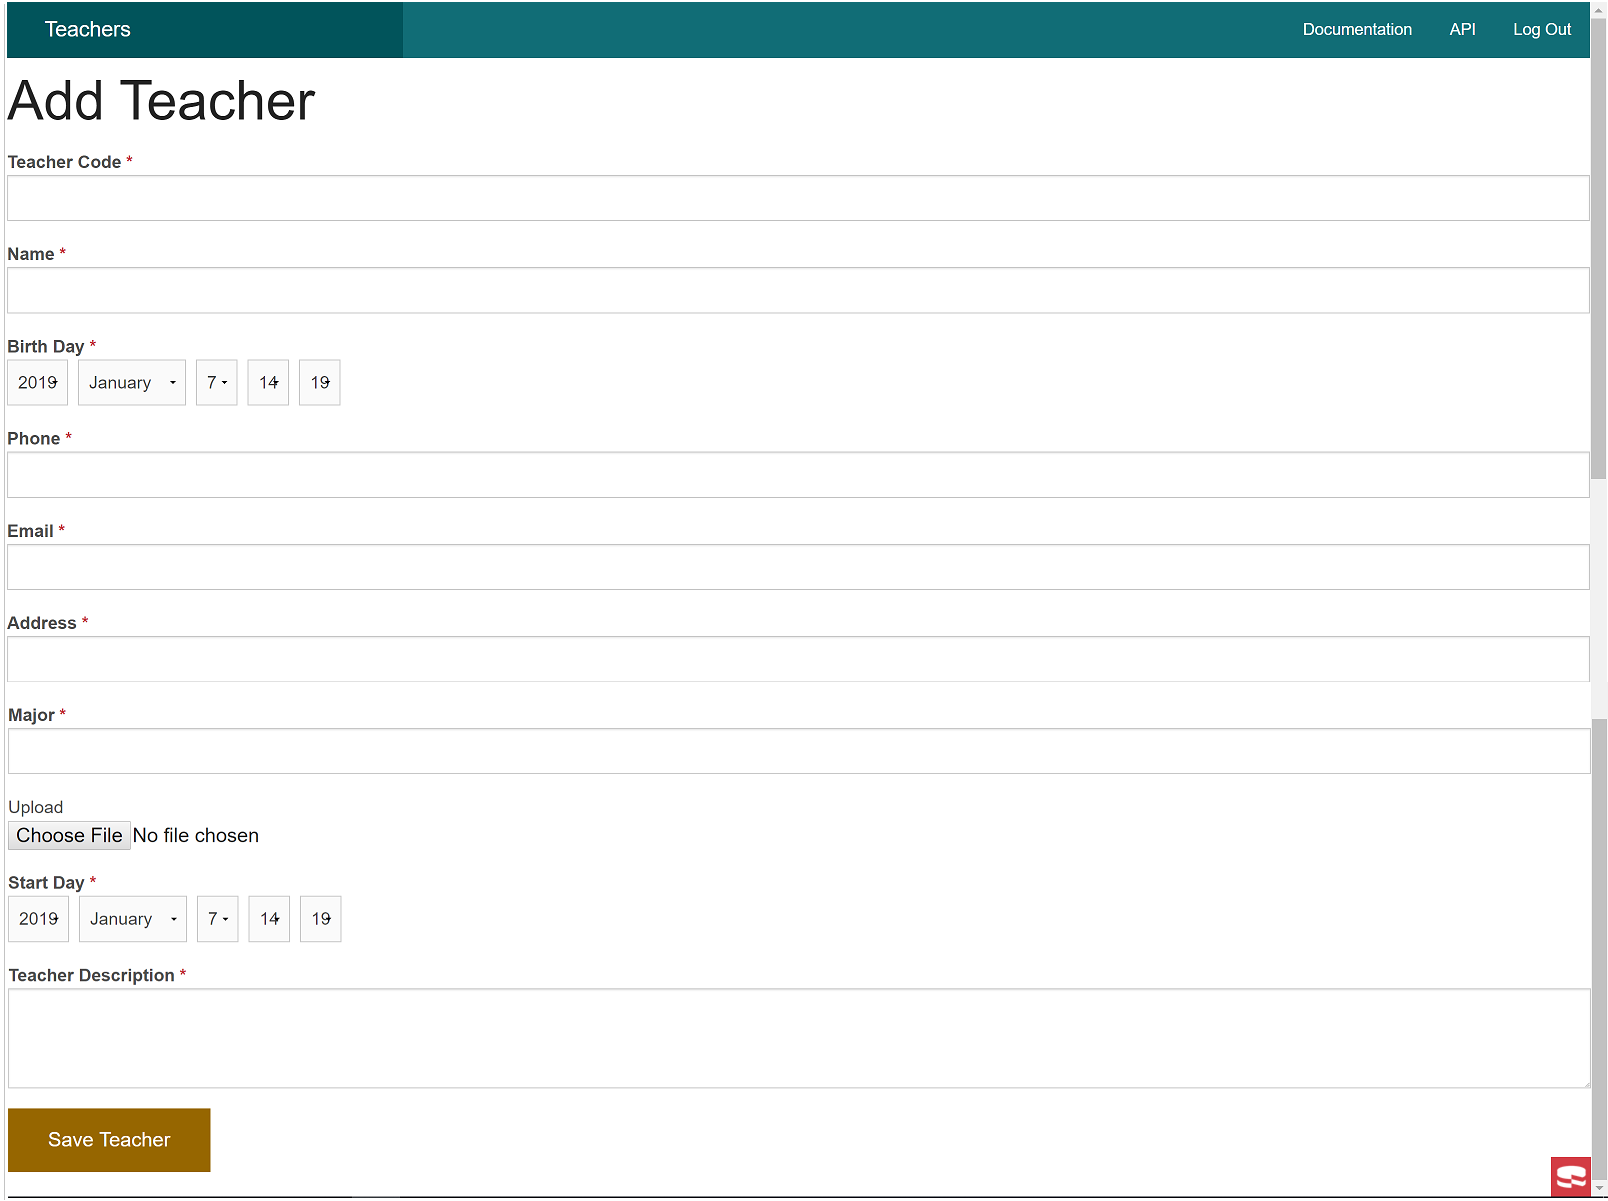 Teachers Documentation API Log Out
Add Teacher
Teacher Code *
Name *
Birth Day *
2019 January 7 14 19
Phone *
Email *
Address *
Major *
Upload
Choose File No file chosen
Start Day *
2019 January 7 14 19
Teacher Description *
Save Teacher